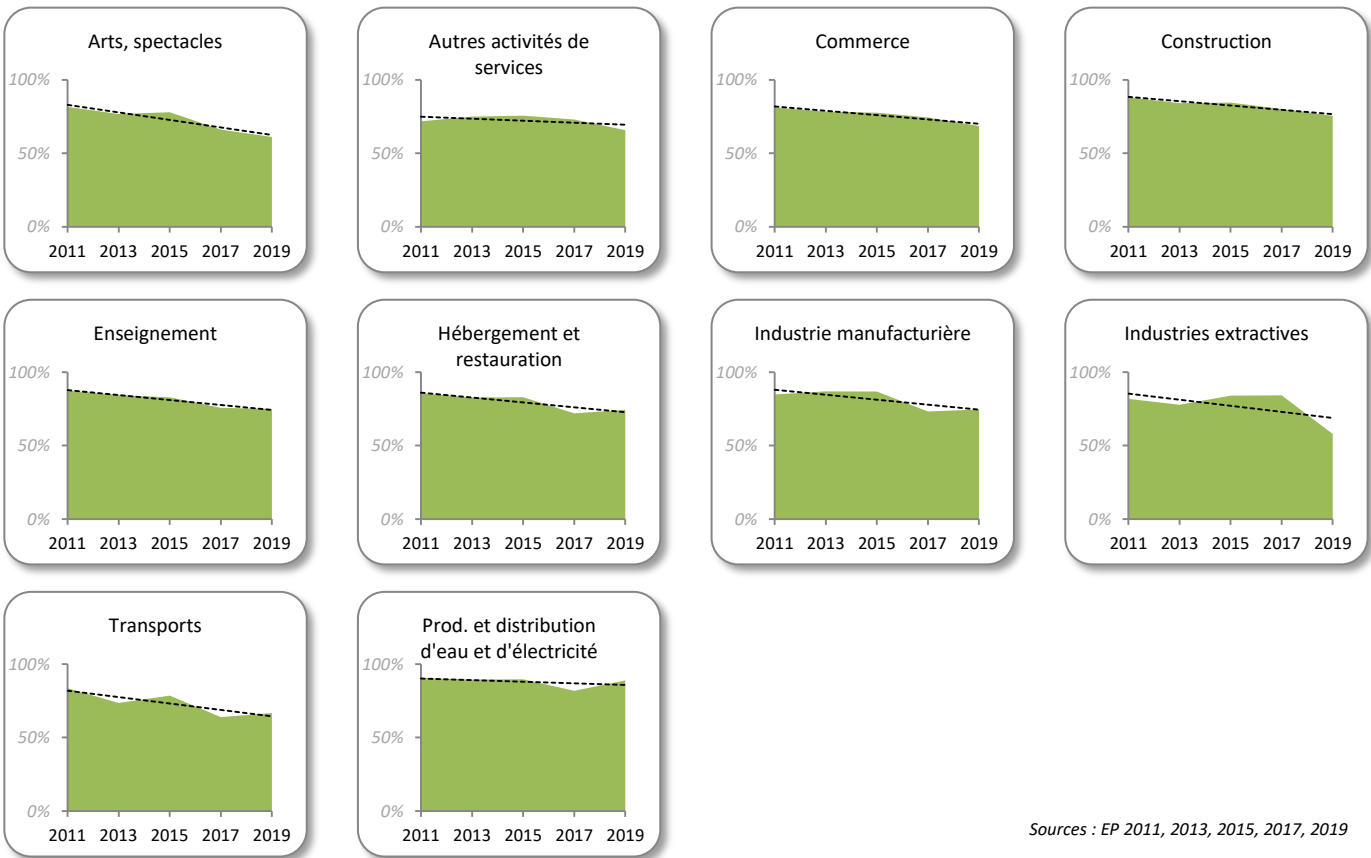 Arts, spectacles
100%
50%
0%
2011 2013 2015 2017 2019
Autres activités de
services
100%
50%
0%
2011 2013 2015 2017 2019
Commerce
100%
50%
0%
2011 2013 2015 2017 2019
Construction
100%
50%
0%
2011 2013 2015 2017 2019
Enseignement
100%
50%
0%
2011 2013 2015 2017 2019
Hébergement et
restauration
100%
50%
0%
2011 2013 2015 2017 2019
Industrie manufacturière
100%
50%
0%
2011 2013 2015 2017 2019
Industries extractives
100%
50%
0%
2011 2013 2015 2017 2019
Transports
100%
50%
0%
2011 2013 2015 2017 2019
Prod. et distribution
d'eau et d'électricité
100%
50%
0%
2011 2013 2015 2017 2019
Sources : EP 2011, 2013, 2015, 2017, 2019